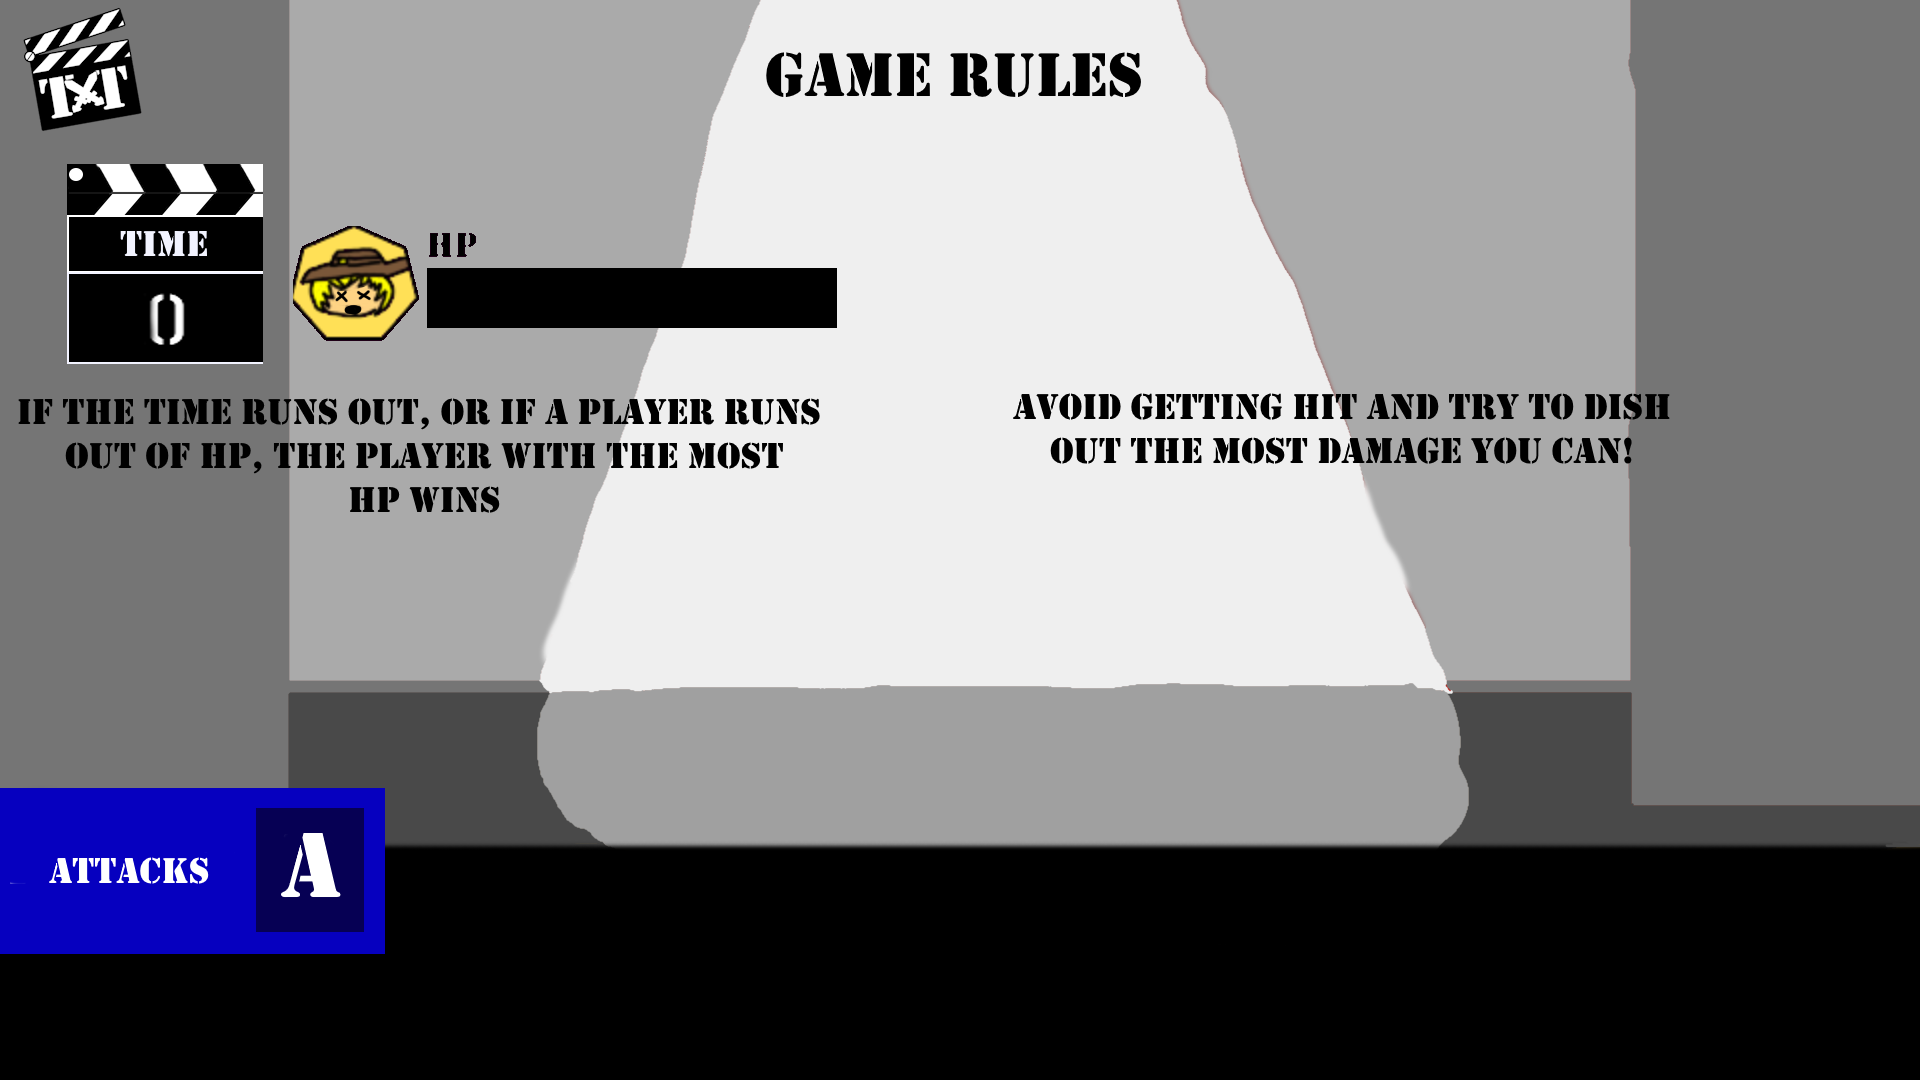 TXT
GAME RULES
TIME
0
HP
IF THE TIME RUNS OUT, OR IF A PLAYER RUNS
OUT OF HP, THE PLAYER WITH THE MOST
HP WINS
AVOID GETTING HIT AND TRY TO DISH
OUT THE MOST DAMAGE YOU CAN!
ATTACKS
A